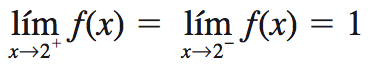 lím f(x) = lím f(x) = 1
x→2⁺ x→2⁻